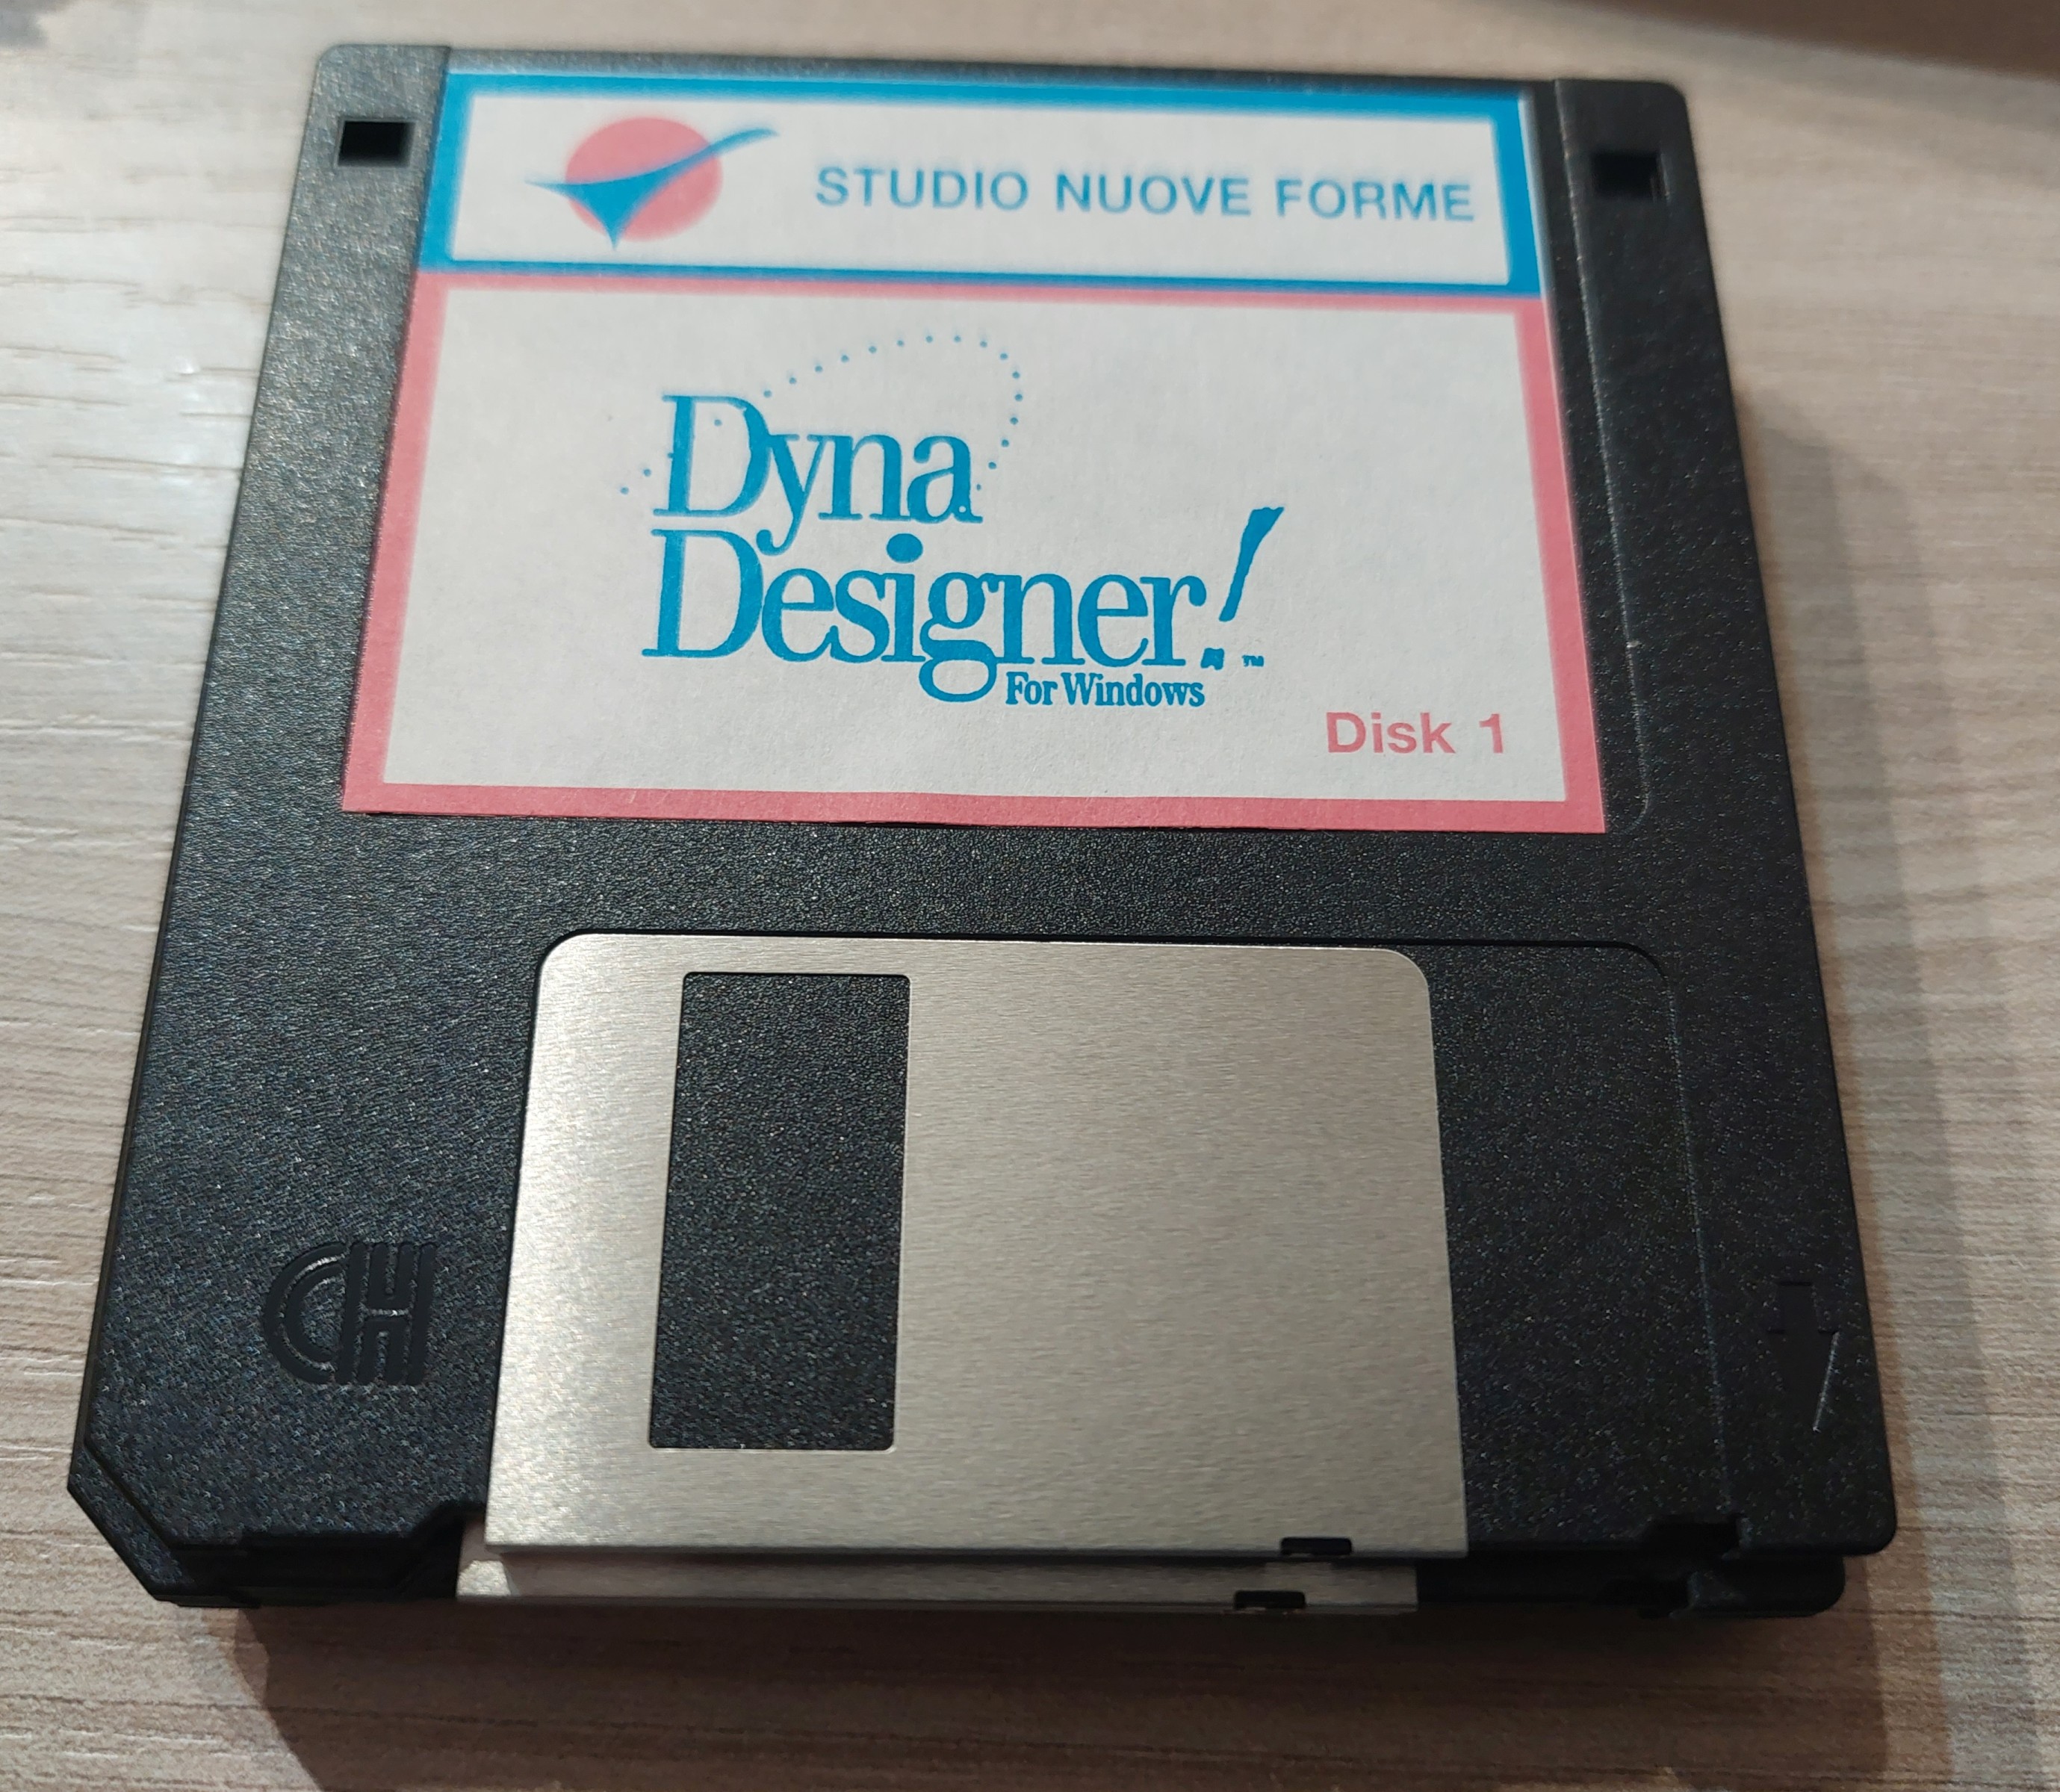 STUDIO NUOVE FORME
Dyna
Designer!™
For Windows
Disk 1